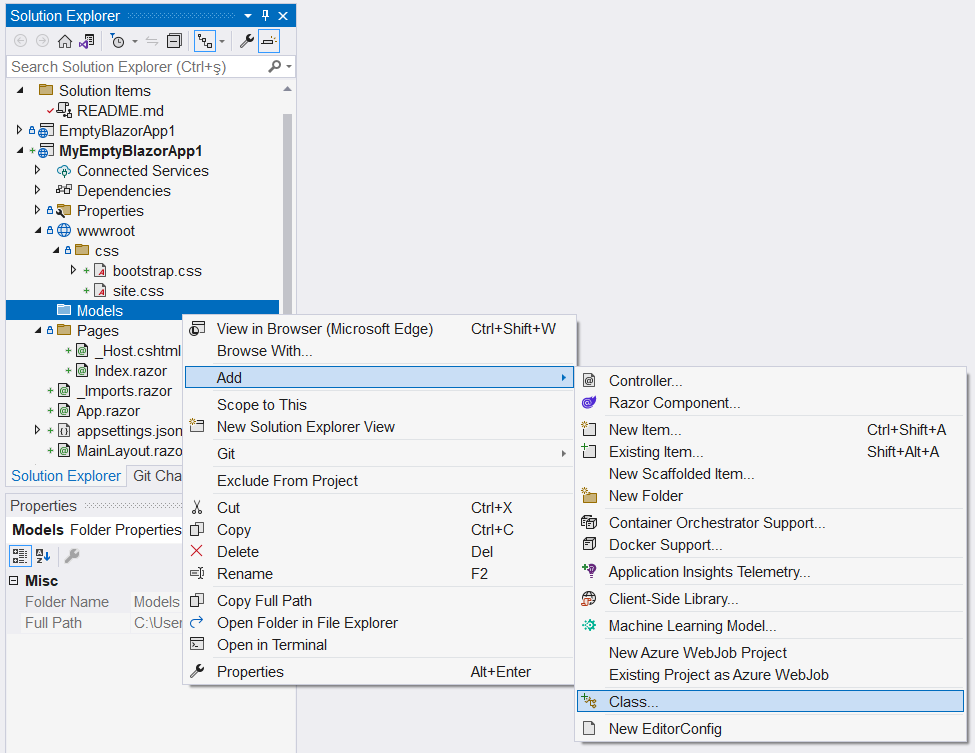 Solution Explorer
Search Solution Explorer (Ctrl+ş)
Solution Items
README.md
EmptyBlazorApp1
MyEmptyBlazorApp1
Connected Services
Dependencies
Properties
wwwroot
css
bootstrap.css
site.css
Models
Pages
_Host.cshtml
Index.razor
_Imports.razor
App.razor
appsettings.json
MainLayout.razo
Solution Explorer Git Cha
Properties
Models Folder Properties
Misc
Folder Name Models
Full Path C:\User
View in Browser (Microsoft Edge) Ctrl+Shift+W
Browse With...
Add
Scope to This
New Solution Explorer View
Git
Exclude From Project
Cut Ctrl+X
Copy Ctrl+C
Delete Del
Rename F2
Copy Full Path
Open Folder in File Explorer
Open in Terminal
Properties Alt+Enter
Controller...
Razor Component...
New Item... Ctrl+Shift+A
Existing Item... Shift+Alt+A
New Scaffolded Item...
New Folder
Container Orchestrator Support...
Docker Support...
Application Insights Telemetry...
Client-Side Library...
Machine Learning Model...
New Azure WebJob Project
Existing Project as Azure WebJob
Class...
New EditorConfig